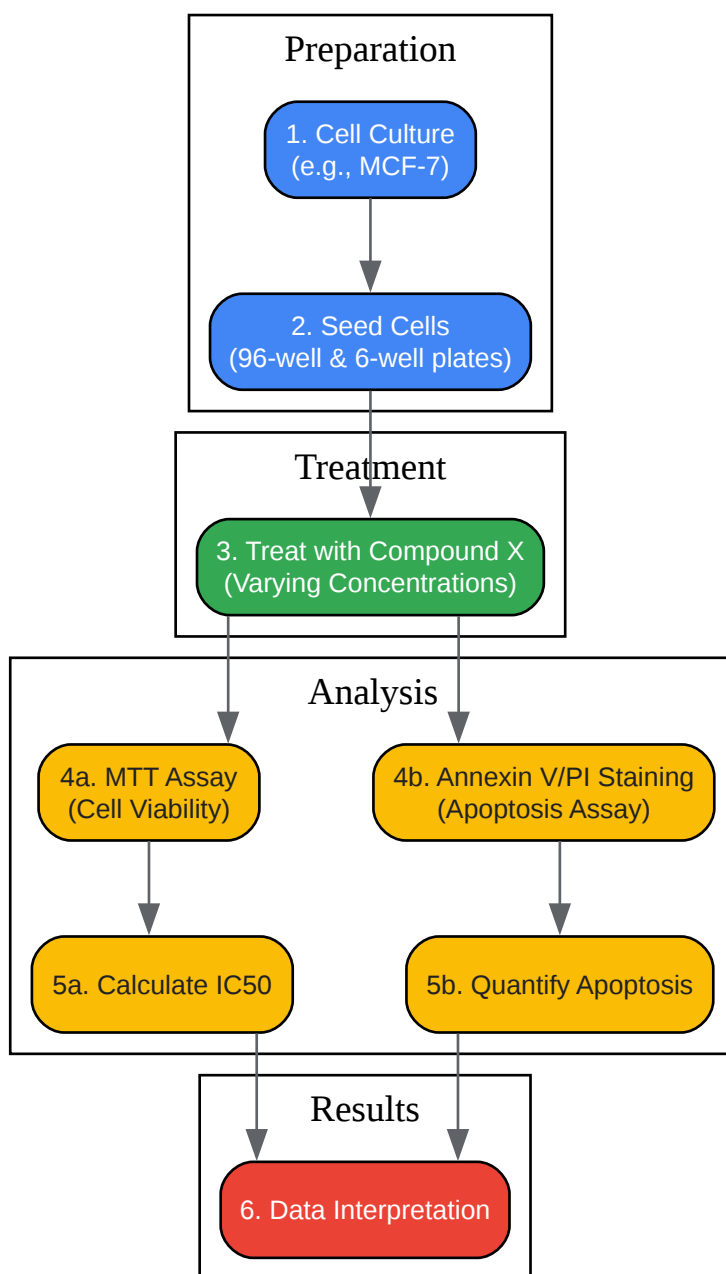 Preparation
1. Cell Culture
(e.g., MCF-7)
2. Seed Cells
(96-well & 6-well plates)
Treatment
3. Treat with Compound X
(Varying Concentrations)
Analysis
4a. MTT Assay
(Cell Viability)
4b. Annexin V/PI Staining
(Apoptosis Assay)
5a. Calculate IC50
5b. Quantify Apoptosis
Results
6. Data Interpretation